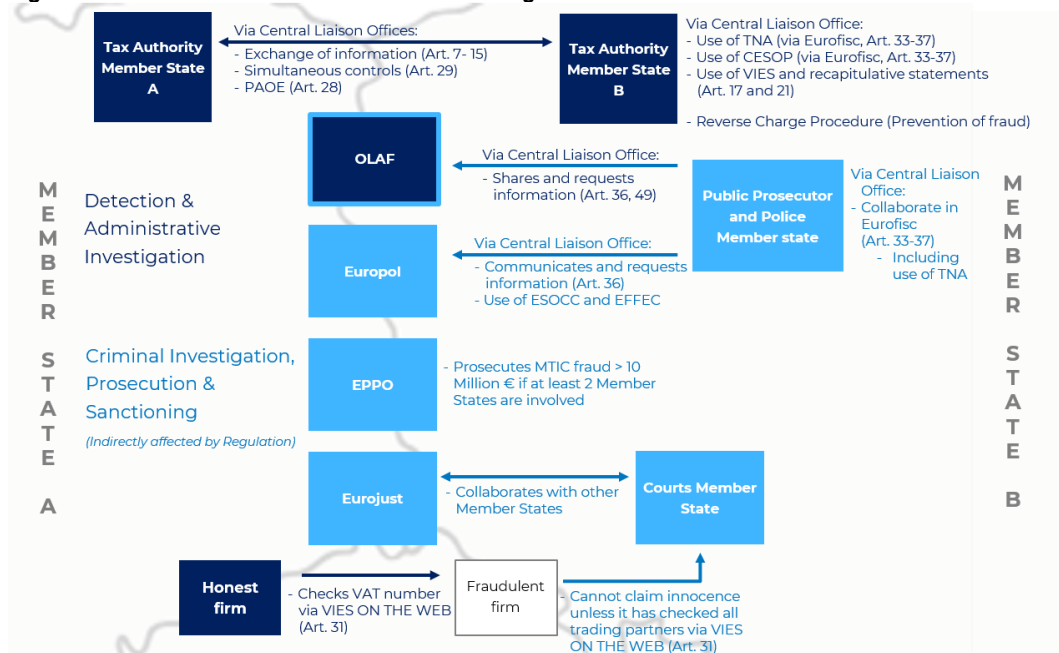 Tax Authority
Member State
A
Via Central Liaison Offices:
- Exchange of information (Art. 7- 15)
- Simultaneous controls (Art. 29)
- PAOE (Art. 28)
Tax Authority
Member State
B
Via Central Liaison Office:
- Use of TNA (via Eurofisc, Art. 33-37)
- Use of CESOP (via Eurofisc, Art. 33-37)
- Use of VIES and recapitulative statements
(Art. 17 and 21)
- Reverse Charge Procedure (Prevention of fraud)
MEMBER STATE A
Detection &
Administrative
Investigation
OLAF
Via Central Liaison Office:
- Shares and requests
information (Art. 36, 49)
Public Prosecutor
and Police
Member state
Via Central Liaison
Office:
- Collaborate in
Eurofisc
(Art. 33-37)
- Including
use of TNA
MEMBER STATE B
Europol
Via Central Liaison Office:
- Communicates and requests
information (Art. 36)
- Use of ESOCC and EFFEC
Criminal Investigation,
Prosecution &
Sanctioning
(Indirectly affected by Regulation)
EPPO
- Prosecutes MTIC fraud > 10
Million € if at least 2 Member
States are involved
Eurojust
- Collaborates with other
Member States
Courts Member
State
Honest
firm
- Checks VAT number
via VIES ON THE WEB
(Art. 31)
Fraudulent
firm
- Cannot claim innocence
unless it has checked all
trading partners via VIES
ON THE WEB (Art. 31)